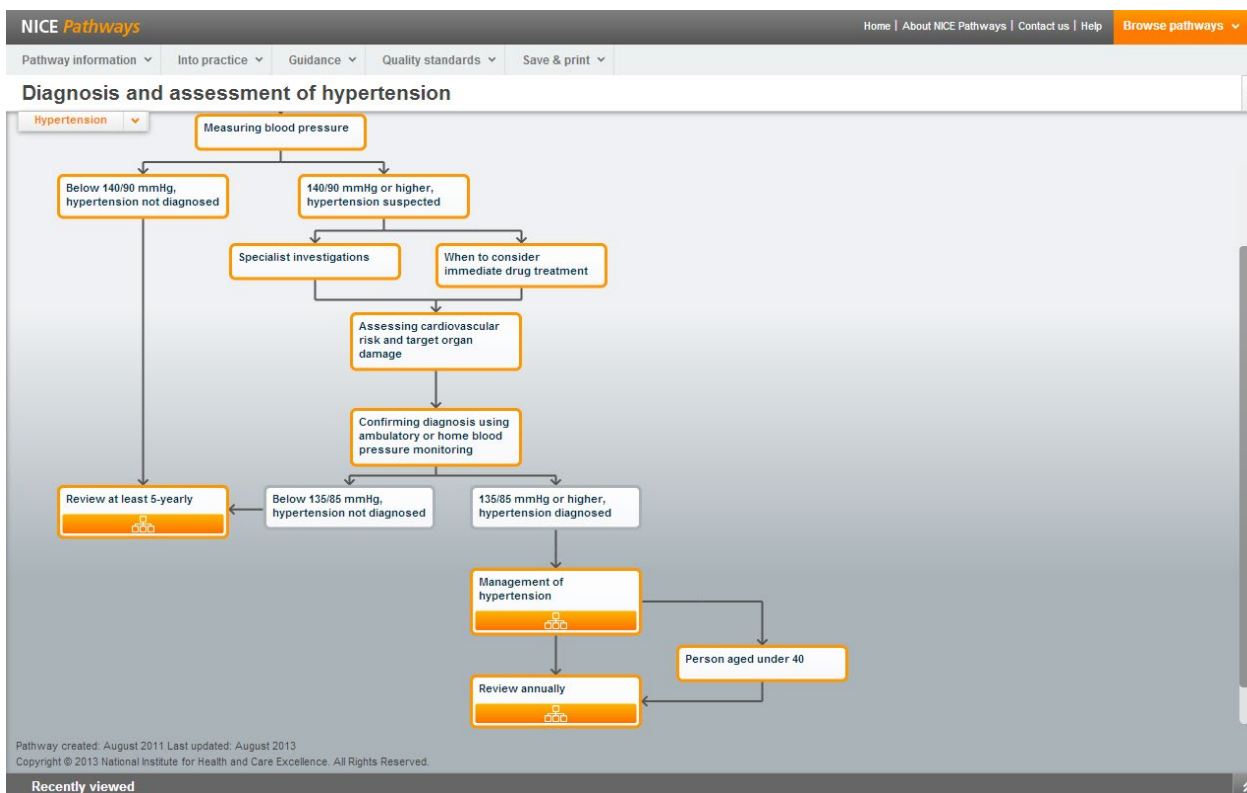 NICE Pathways
Home | About NICE Pathways | Contact us | Help
Browse pathways
Pathway information
Into practice
Guidance
Quality standards
Save & print
Diagnosis and assessment of hypertension
Hypertension
Measuring blood pressure
Below 140/90 mmHg,
hypertension not diagnosed
140/90 mmHg or higher,
hypertension suspected
Specialist investigations
When to consider
immediate drug treatment
Assessing cardiovascular
risk and target organ
damage
Confirming diagnosis using
ambulatory or home blood
pressure monitoring
Review at least 5-yearly
Below 135/85 mmHg,
hypertension not diagnosed
135/85 mmHg or higher,
hypertension diagnosed
Management of
hypertension
Person aged under 40
Review annually
Pathway created: August 2011 Last updated: August 2013
Copyright © 2013 National Institute for Health and Care Excellence. All Rights Reserved.
Recently viewed